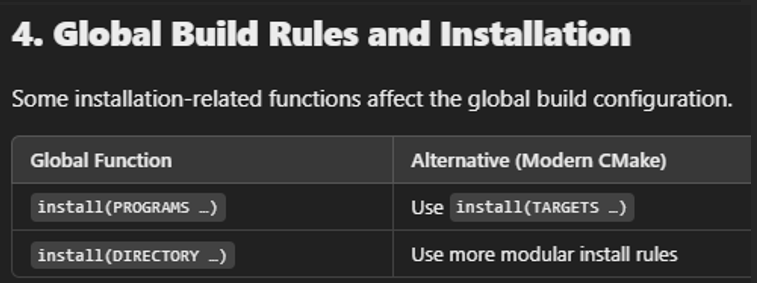 4. Global Build Rules and Installation
Some installation-related functions affect the global build configuration.
Global Function Alternative (Modern CMake)
install(PROGRAMS …) Use install(TARGETS …)
install(DIRECTORY …) Use more modular install rules